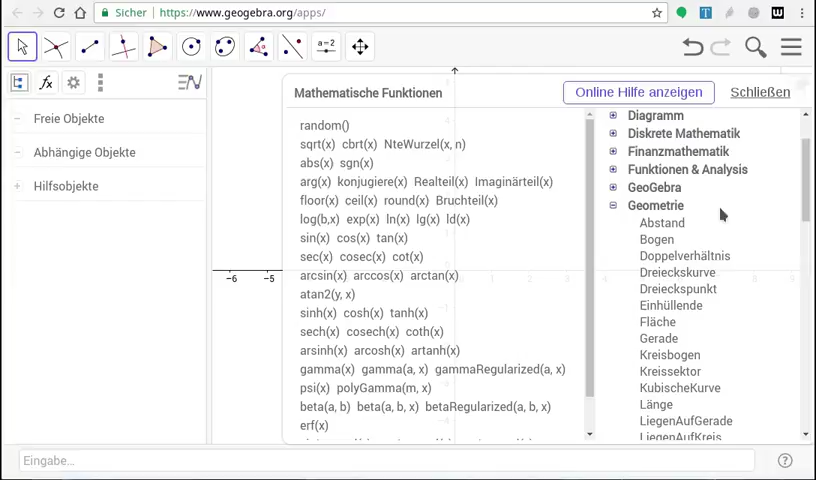 Sicher https://www.geogebra.org/apps/
a=2
Mathematische Funktionen
Online Hilfe anzeigen
Schließen
Freie Objekte
Abhängige Objekte
Hilfsobjekte
-6 -5
random()
sqrt(x) cbrt(x) NteWurzel(x, n)
abs(x) sgn(x)
arg(x) konjugiere(x) Realteil(x) Imaginärteil(x)
floor(x) ceil(x) round(x) Bruchteil(x)
log(b,x) exp(x) ln(x) lg(x) ld(x)
sin(x) cos(x) tan(x)
sec(x) cosec(x) cot(x)
arcsin(x) arccos(x) arctan(x)
atan2(y, x)
sinh(x) cosh(x) tanh(x)
sech(x) cosech(x) coth(x)
arsinh(x) arcosh(x) artanh(x)
gamma(x) gamma(a, x) gammaRegularized(a, x)
psi(x) polyGamma(m, x)
beta(a, b) beta(a, b, x) betaRegularized(a, b, x)
erf(x)
Diagramm
Diskrete Mathematik
Finanzmathematik
Funktionen & Analysis
GeoGebra
Geometrie
Abstand
Bogen
Doppelverhältnis
Dreieckskurve
Dreieckspunkt
Einhüllende
Fläche
Gerade
Kreisbogen
Kreissektor
KubischeKurve
Länge
LiegenAufGerade
LiegenAufKreis
Eingabe...